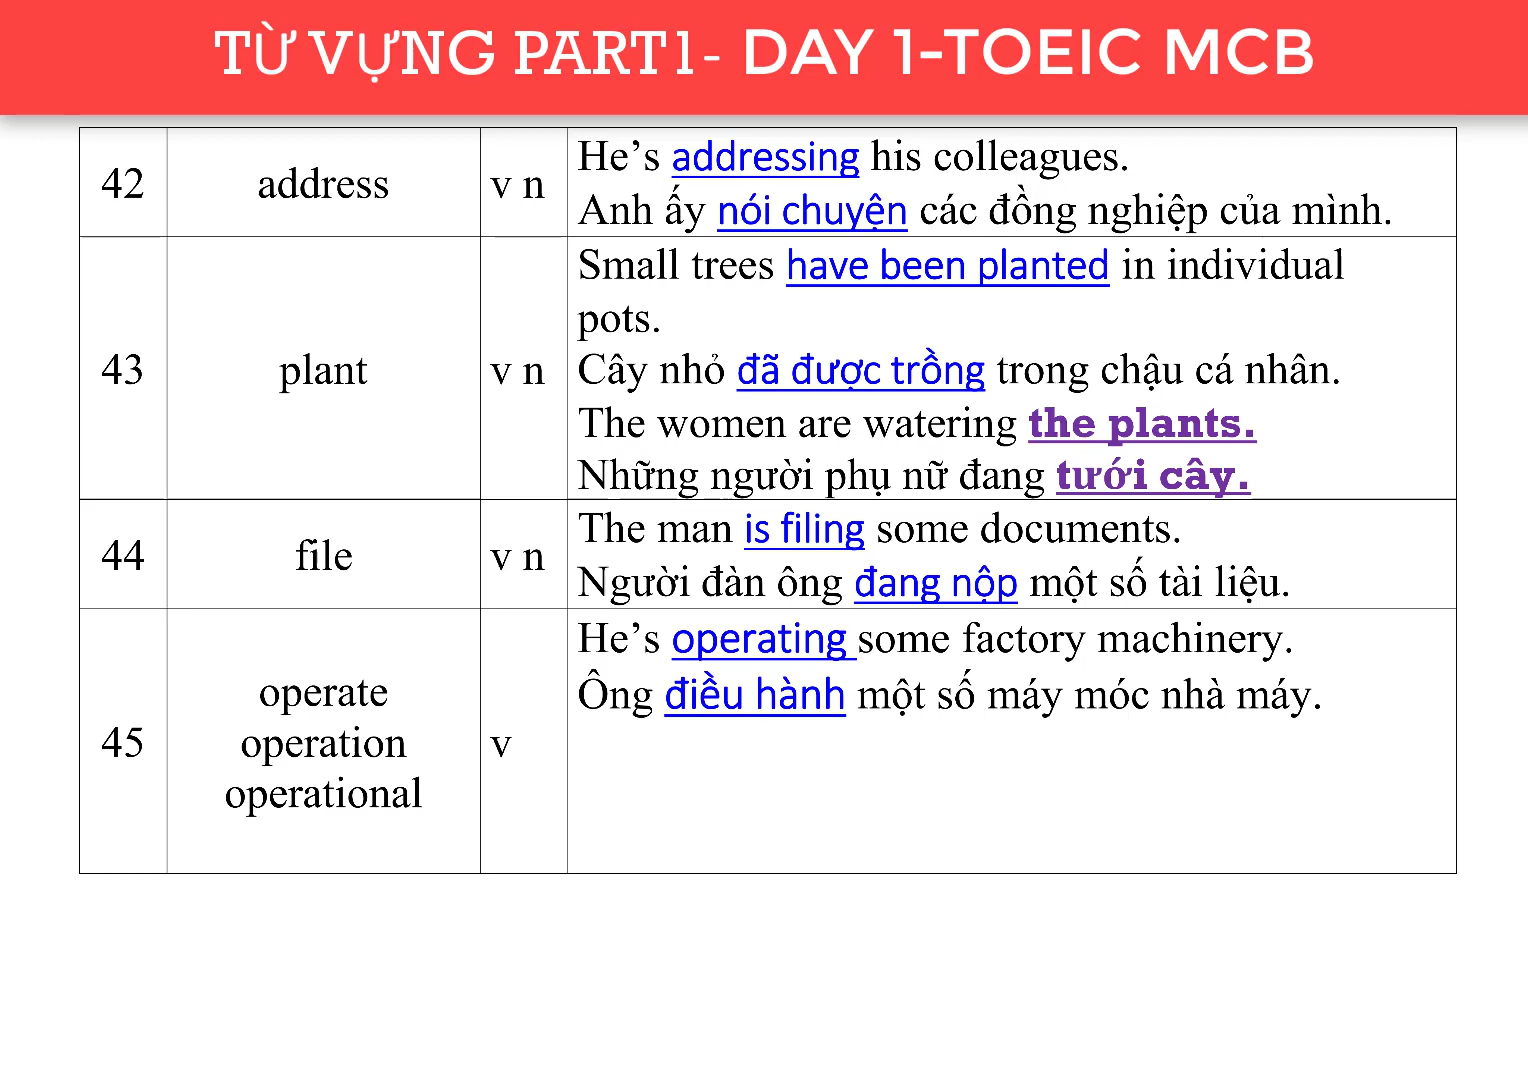 TỪ VỰNG PART1- DAY 1-TOEIC MCB
42
address
v n
He's addressing his colleagues.
Anh ấy nói chuyện các đồng nghiệp của mình.
43
plant
v n
Small trees have been planted in individual
pots.
Cây nhỏ đã được trồng trong chậu cá nhân.
The women are watering the plants.
Những người phụ nữ đang tưới cây.
44
file
v n
The man is filing some documents.
Người đàn ông đang nộp một số tài liệu.
45
operate
operation
operational
v
He's operating some factory machinery.
Ông điều hành một số máy móc nhà máy.